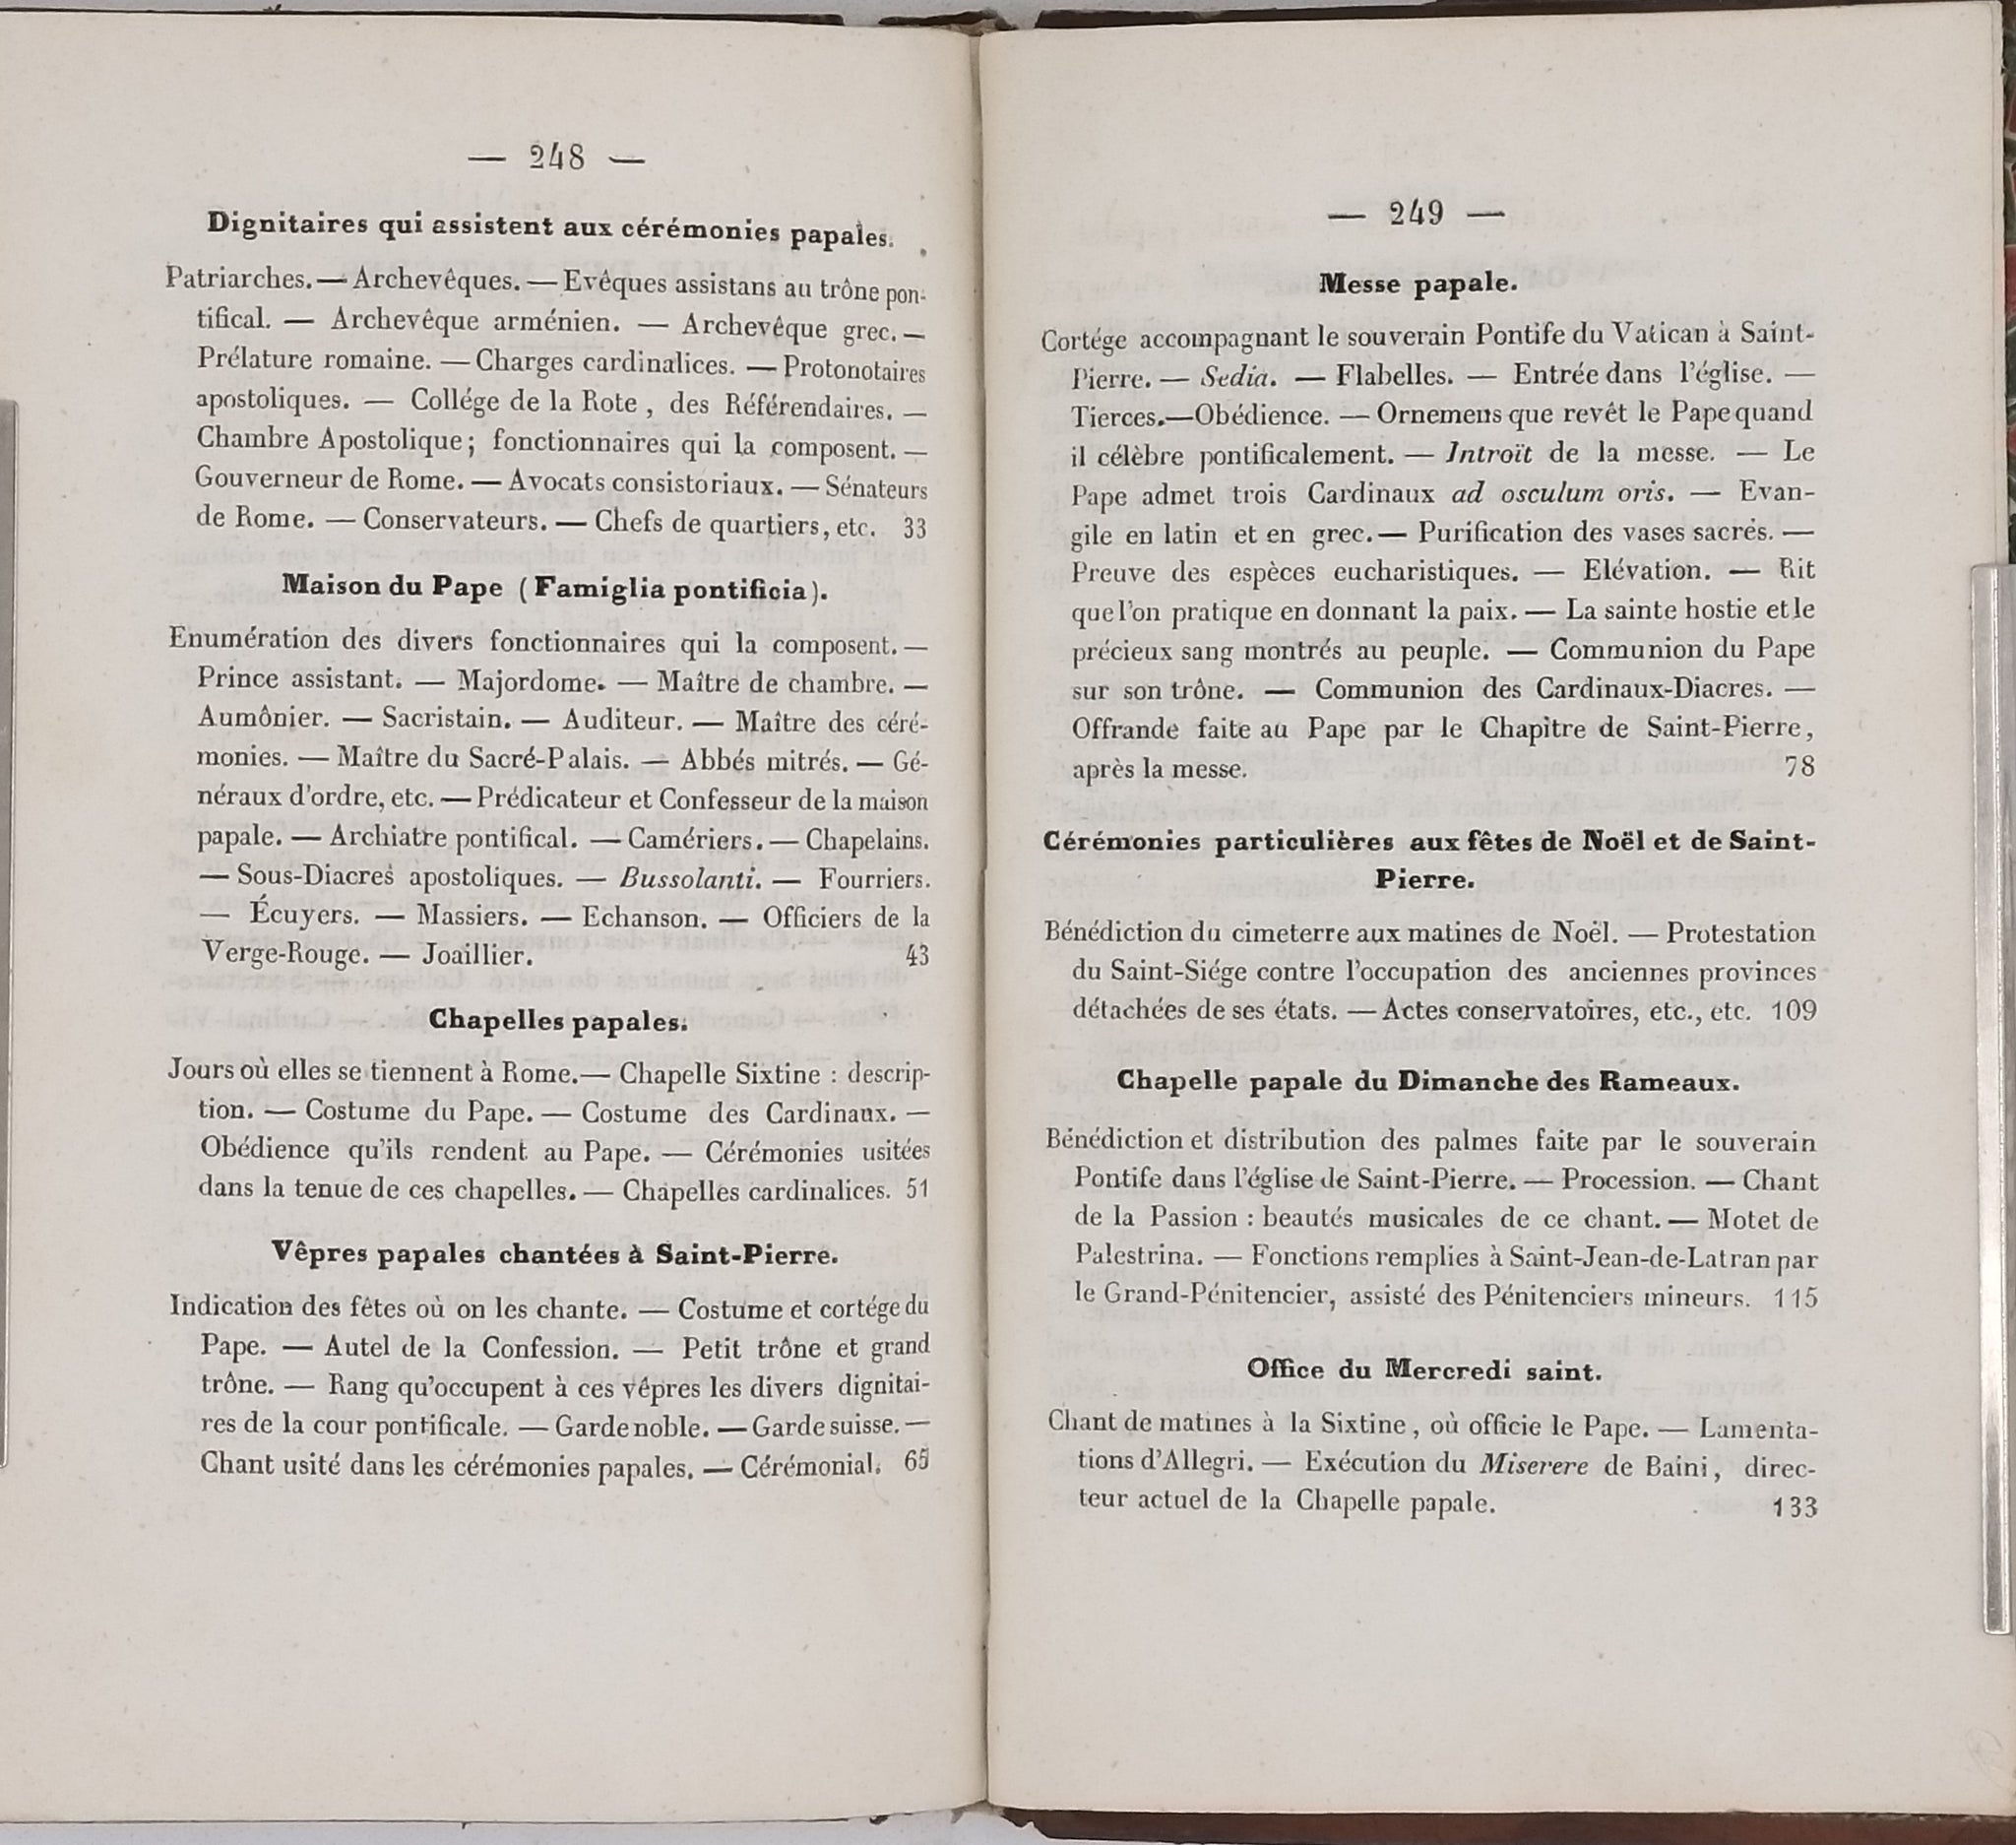 — 248 —
Dignitaires qui assistent aux cérémonies papales.
Patriarches. — Archevêques. — Evêques assistans au trône pon-
tifical. — Archevêque arménien. — Archevêque grec. —
Prélature romaine. — Charges cardinalices. — Protonotaires
apostoliques. — Collége de la Rote, des Référendaires. —
Chambre Apostolique; fonctionnaires qui la composent. —
Gouverneur de Rome. — Avocats consistoriaux. — Sénateurs
de Rome. — Conservateurs. — Chefs de quartiers, etc. 33
Maison du Pape (Famiglia pontificia).
Enumération des divers fonctionnaires qui la composent. —
Prince assistant. — Majordome. — Maître de chambre. —
Aumônier. — Sacristain. — Auditeur. — Maître des céré-
monies. — Maître du Sacré-Palais. — Abbés mitrés. — Gé-
néraux d'ordre, etc. — Prédicateur et Confesseur de la maison
papale. — Archiatre pontifical. — Camériers. — Chapelains.
— Sous-Diacres apostoliques. — Bussolanti. — Fourriers.
— Écuyers. — Massiers. — Echanson. — Officiers de la
Verge-Rouge. — Joaillier. 43
Chapelles papales.
Jours où elles se tiennent à Rome. — Chapelle Sixtine : descrip-
tion. — Costume du Pape. — Costume des Cardinaux. —
Obédience qu'ils rendent au Pape. — Cérémonies usitées
dans la tenue de ces chapelles. — Chapelles cardinalices. 51
Vêpres papales chantées à Saint-Pierre.
Indication des fêtes où on les chante. — Costume et cortége du
Pape. — Autel de la Confession. — Petit trône et grand
trône. — Rang qu'occupent à ces vêpres les divers dignitai-
res de la cour pontificale. — Garde noble. — Garde suisse. —
Chant usité dans les cérémonies papales. — Cérémonial. 65
— 249 —
Messe papale.
Cortége accompagnant le souverain Pontife du Vatican à Saint-
Pierre. — Sedia. — Flabelles. — Entrée dans l'église. —
Tierces. — Obédience. — Ornemens que revêt le Pape quand
il célèbre pontificalement. — Introït de la messe. — Le
Pape admet trois Cardinaux ad osculum oris. — Evan-
gile en latin et en grec. — Purification des vases sacrés. —
Preuve des espèces eucharistiques. — Elévation. — Rit
que l'on pratique en donnant la paix. — La sainte hostie et le
précieux sang montrés au peuple. — Communion du Pape
sur son trône. — Communion des Cardinaux-Diacres. —
Offrande faite au Pape par le Chapitre de Saint-Pierre,
après la messe. 78
Cérémonies particulières aux fêtes de Noël et de Saint-
Pierre.
Bénédiction du cimeterre aux matines de Noël. — Protestation
du Saint-Siége contre l'occupation des anciennes provinces
détachées de ses états. — Actes conservatoires, etc., etc. 109
Chapelle papale du Dimanche des Rameaux.
Bénédiction et distribution des palmes faite par le souverain
Pontife dans l'église de Saint-Pierre. — Procession. — Chant
de la Passion : beautés musicales de ce chant. — Motet de
Palestrina. — Fonctions remplies à Saint-Jean-de-Latran par
le Grand-Pénitencier, assisté des Pénitenciers mineurs. 115
Office du Mercredi saint.
Chant de matines à la Sixtine, où officie le Pape. — Lamenta-
tions d'Allegri. — Exécution du Miserere de Baini, direc-
teur actuel de la Chapelle papale. 133